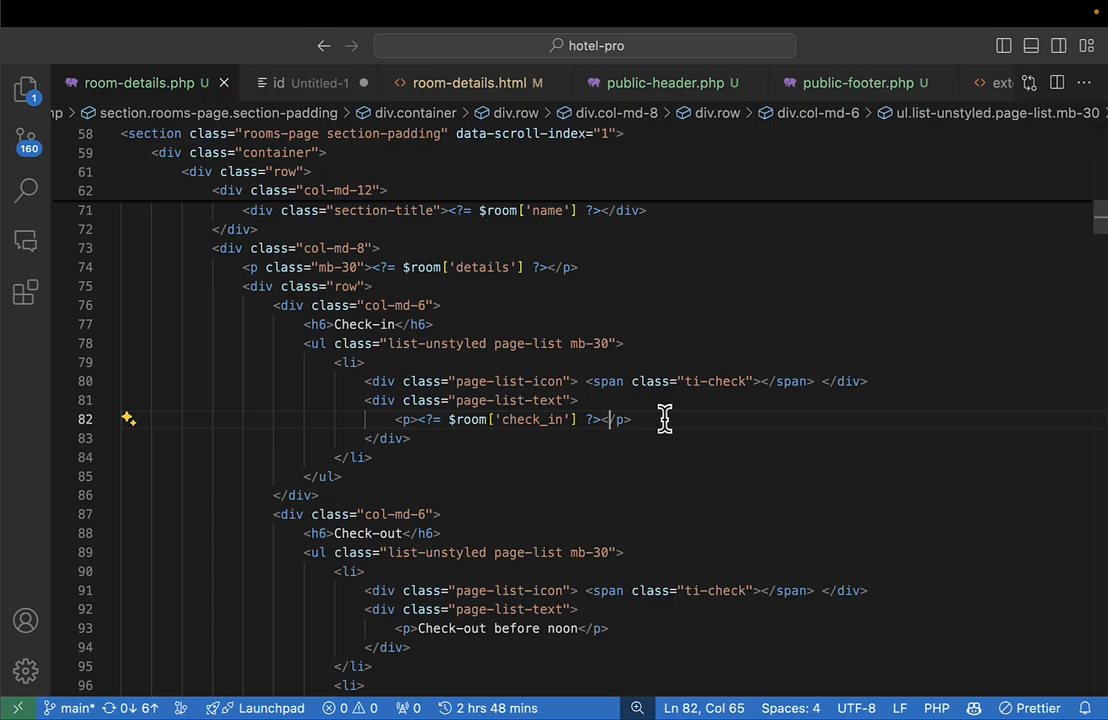 hotel-pro
room-details.php U
id Untitled-1
room-details.html M
public-header.php U
public-footer.php U
ext
1
160
np > section.rooms-page.section-padding > div.container > div.row > div.col-md-8 > div.row > div.col-md-6 > ul.list-unstyled.page-list.mb-30 >
58 <section class="rooms-page section-padding" data-scroll-index="1">
59 <div class="container">
61 <div class="row">
62 <div class="col-md-12">
71 <div class="section-title"><?= $room['name'] ?></div>
72 </div>
73 <div class="col-md-8">
74 <p class="mb-30"><?= $room['details'] ?></p>
75 <div class="row">
76 <div class="col-md-6">
77 <h6>Check-in</h6>
78 <ul class="list-unstyled page-list mb-30">
79 <li>
80 <div class="page-list-icon"> <span class="ti-check"></span> </div>
81 <div class="page-list-text">
82 <p><?= $room['check_in'] ?></p>
83 </div>
84 </li>
85 </ul>
86 </div>
87 <div class="col-md-6">
88 <h6>Check-out</h6>
89 <ul class="list-unstyled page-list mb-30">
90 <li>
91 <div class="page-list-icon"> <span class="ti-check"></span> </div>
92 <div class="page-list-text">
93 <p>Check-out before noon</p>
94 </div>
95 </li>
96 <li>
main* 0↓ 6↑ Launchpad 0 0 0 2 hrs 48 mins Ln 82, Col 65 Spaces: 4 UTF-8 LF PHP Prettier